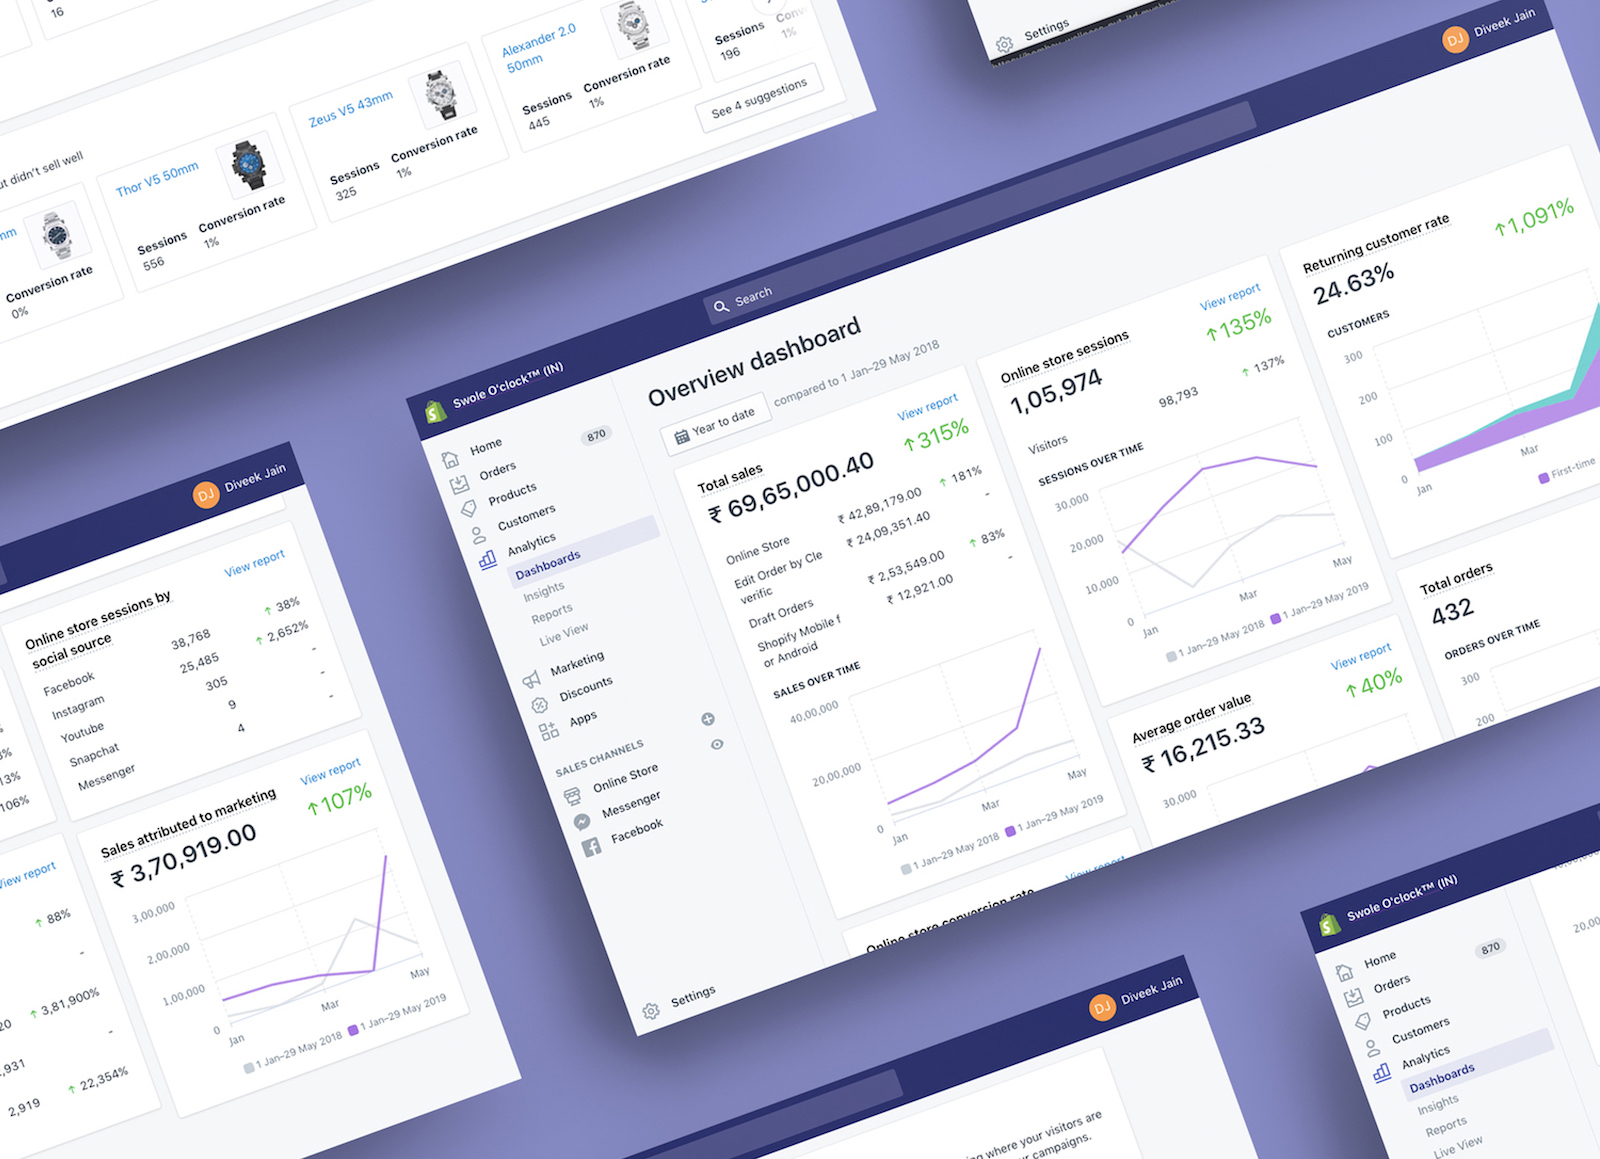 16
ut didn't sell well
mm
Conversion rate
0%
Thor V5 50mm
Sessions
556
Conversion rate
1%
Zeus V5 43mm
Sessions
325
Conversion rate
1%
Alexander 2.0
50mm
Sessions
445
Conversion rate
1%
Sessions
196
1%
See 4 suggestions
Settings
DJ Diveek Jain
Search
Swole O'clock™ (IN)
Home
Orders
870
Products
Customers
Analytics
Dashboards
Insights
Reports
Live View
Marketing
Discounts
Apps
SALES CHANNELS
Online Store
Messenger
Facebook
Settings
Overview dashboard
Year to date
compared to 1 Jan–29 May 2018
Total sales
View report
₹ 69,65,000.40
↑315%
Online Store
₹ 42,89,179.00
↑ 181%
Edit Order by Cle
verific
₹ 24,09,351.40
-
Draft Orders
₹ 2,53,549.00
↑ 83%
Shopify Mobile f
or Android
₹ 12,921.00
-
SALES OVER TIME
40,00,000
20,00,000
0
Jan
Mar
May
1 Jan–29 May 2018
1 Jan–29 May 2019
Online store sessions
View report
1,05,974
↑135%
Visitors
98,793
↑ 137%
SESSIONS OVER TIME
30,000
20,000
10,000
0
Jan
Mar
May
1 Jan–29 May 2018
1 Jan–29 May 2019
Returning customer rate
24.63%
↑1,091%
CUSTOMERS
300
200
100
0
Jan
Mar
First-time
Total orders
432
ORDERS OVER TIME
300
200
Average order value
View report
₹ 16,215.33
↑40%
30,000
Online store conversion rate
View report
DJ Diveek Jain
Online store sessions by
social source
View report
Facebook
38,768
↑ 38%
Instagram
25,485
↑ 2,652%
Youtube
305
-
Snapchat
9
-
Messenger
4
-
13%
106%
Sales attributed to marketing
View report
₹ 3,70,919.00
↑107%
3,00,000
2,00,000
1,00,000
0
Jan
Mar
May
1 Jan–29 May 2018
1 Jan–29 May 2019
View report
↑ 88%
-
20
↑ 3,81,900%
,931
-
2,919
↑ 22,354%
DJ Diveek Jain
ng where your visitors are
r campaigns.
Swole O'clock™ (IN)
Home
Orders
870
Products
Customers
Analytics
Dashboards
Insights
Reports
Live View
20,00